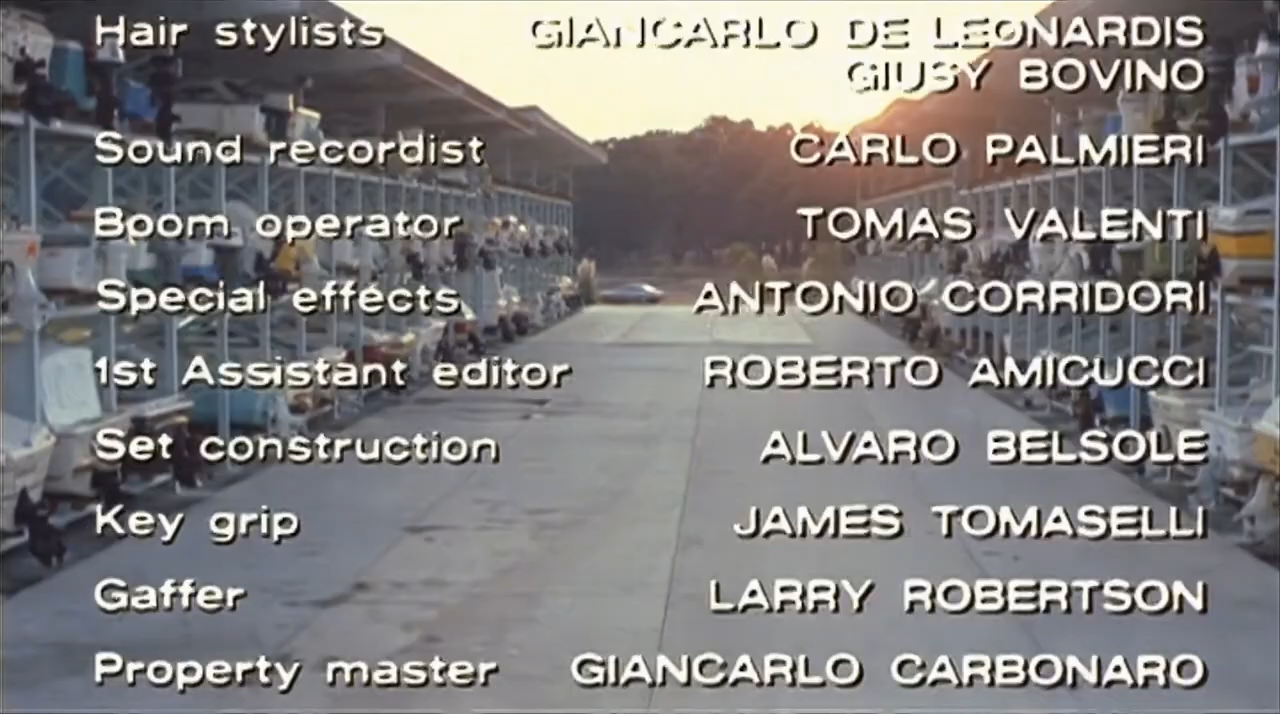 Hair stylists GIANCARLO DE LEONARDIS
GIUSY BOVINO
Sound recordist CARLO PALMIERI
Boom operator TOMAS VALENTI
Special effects ANTONIO CORRIDORI
1st Assistant editor ROBERTO AMICUCCI
Set construction ALVARO BELSOLE
Key grip JAMES TOMASELLI
Gaffer LARRY ROBERTSON
Property master GIANCARLO CARBONARO